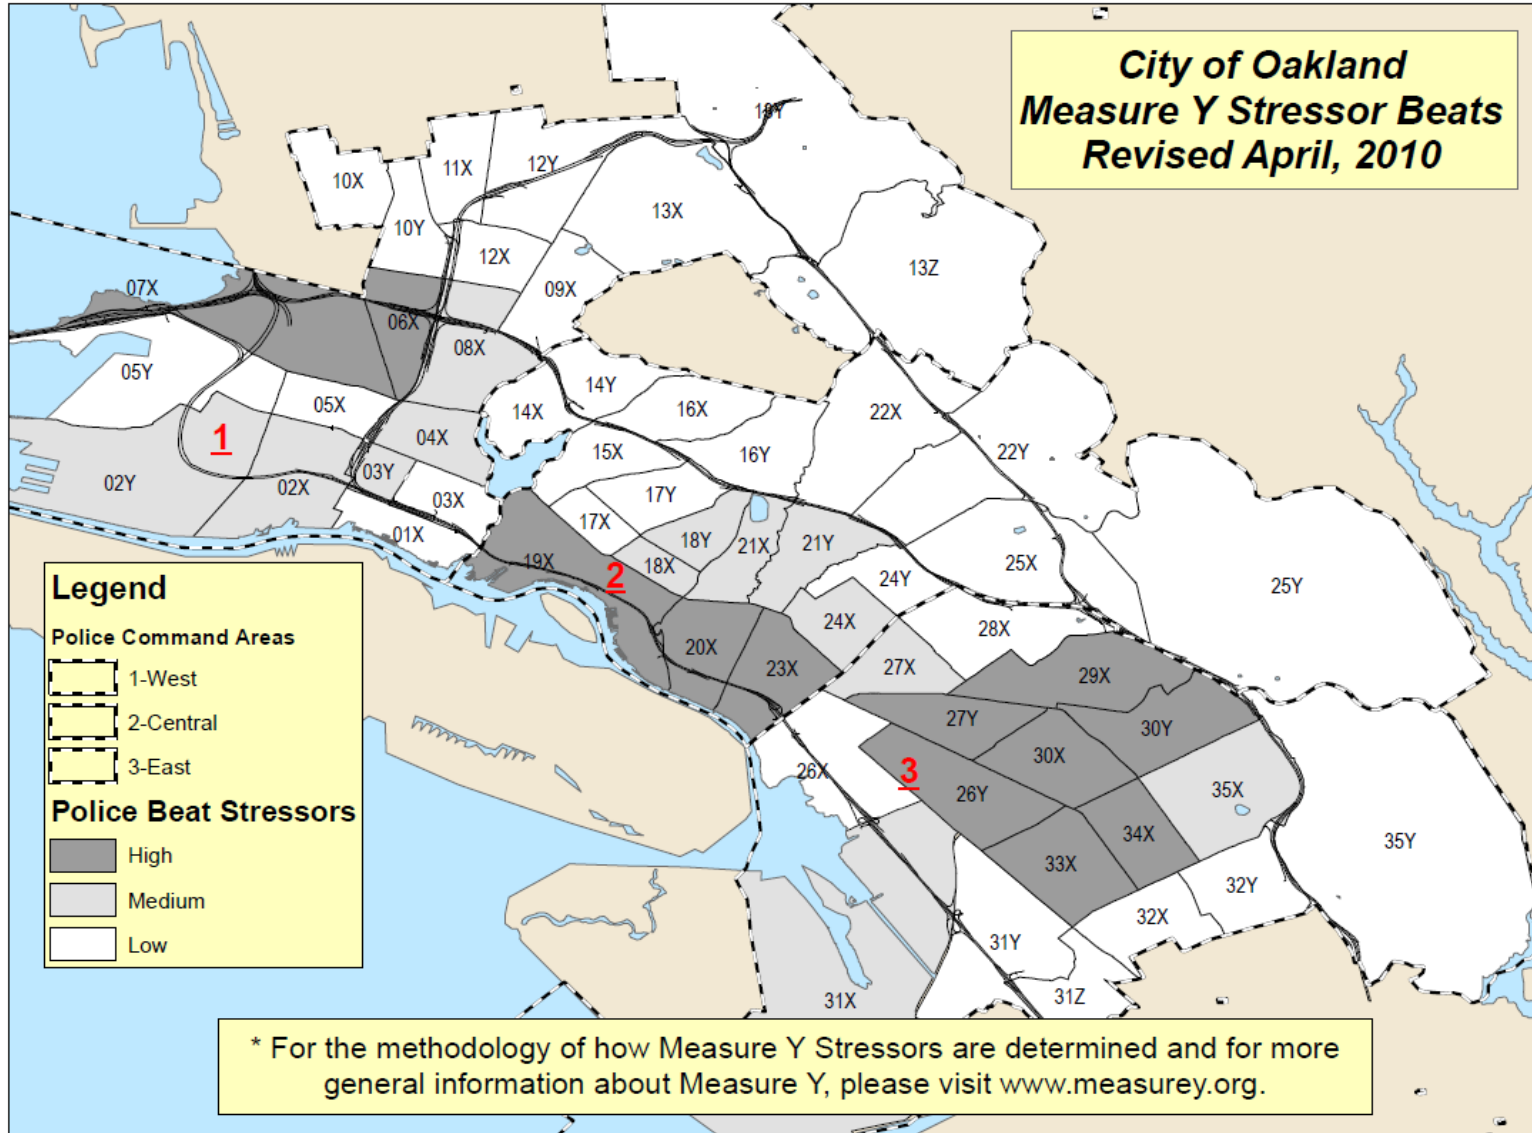 City of Oakland
Measure Y Stressor Beats
Revised April, 2010
10X
11X
12Y
10Y
12X
13X
13Z
07X
06X
09X
08X
05Y
05X
04X
14X
14Y
16X
22X
22Y
1
02Y
02X
03Y
03X
01X
15X
16Y
17Y
17X
18Y
18X
21X
21Y
19X
2
24Y
25X
25Y
24X
28X
20X
23X
27X
29X
27Y
30Y
30X
26X
3
26Y
35X
34X
33X
35Y
32Y
32X
31Y
31Z
31X
Legend
Police Command Areas
1-West
2-Central
3-East
Police Beat Stressors
High
Medium
Low
* For the methodology of how Measure Y Stressors are determined and for more
general information about Measure Y, please visit www.measurey.org.